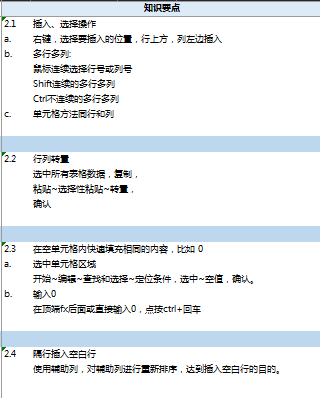 知识要点
2.1 插入、选择操作
a. 右键，选择要插入的位置，行上方，列左边插入
b. 多行多列:
鼠标连续选择行号或列号
Shift连续的多行多列
Ctrl不连续的多行多列
c. 单元格方法同行和列
2.2 行列转置
选中所有表格数据，复制，
粘贴~选择性粘贴~转置，
确认
2.3 在空单元格内快速填充相同的内容，比如 0
a. 选中单元格区域
开始~编辑~查找和选择~定位条件，选中~空值，确认。
b. 输入0
在顶端fx后面或直接输入0，点按ctrl+回车
2.4 隔行插入空白行
使用辅助列，对辅助列进行重新排序，达到插入空白行的目的。